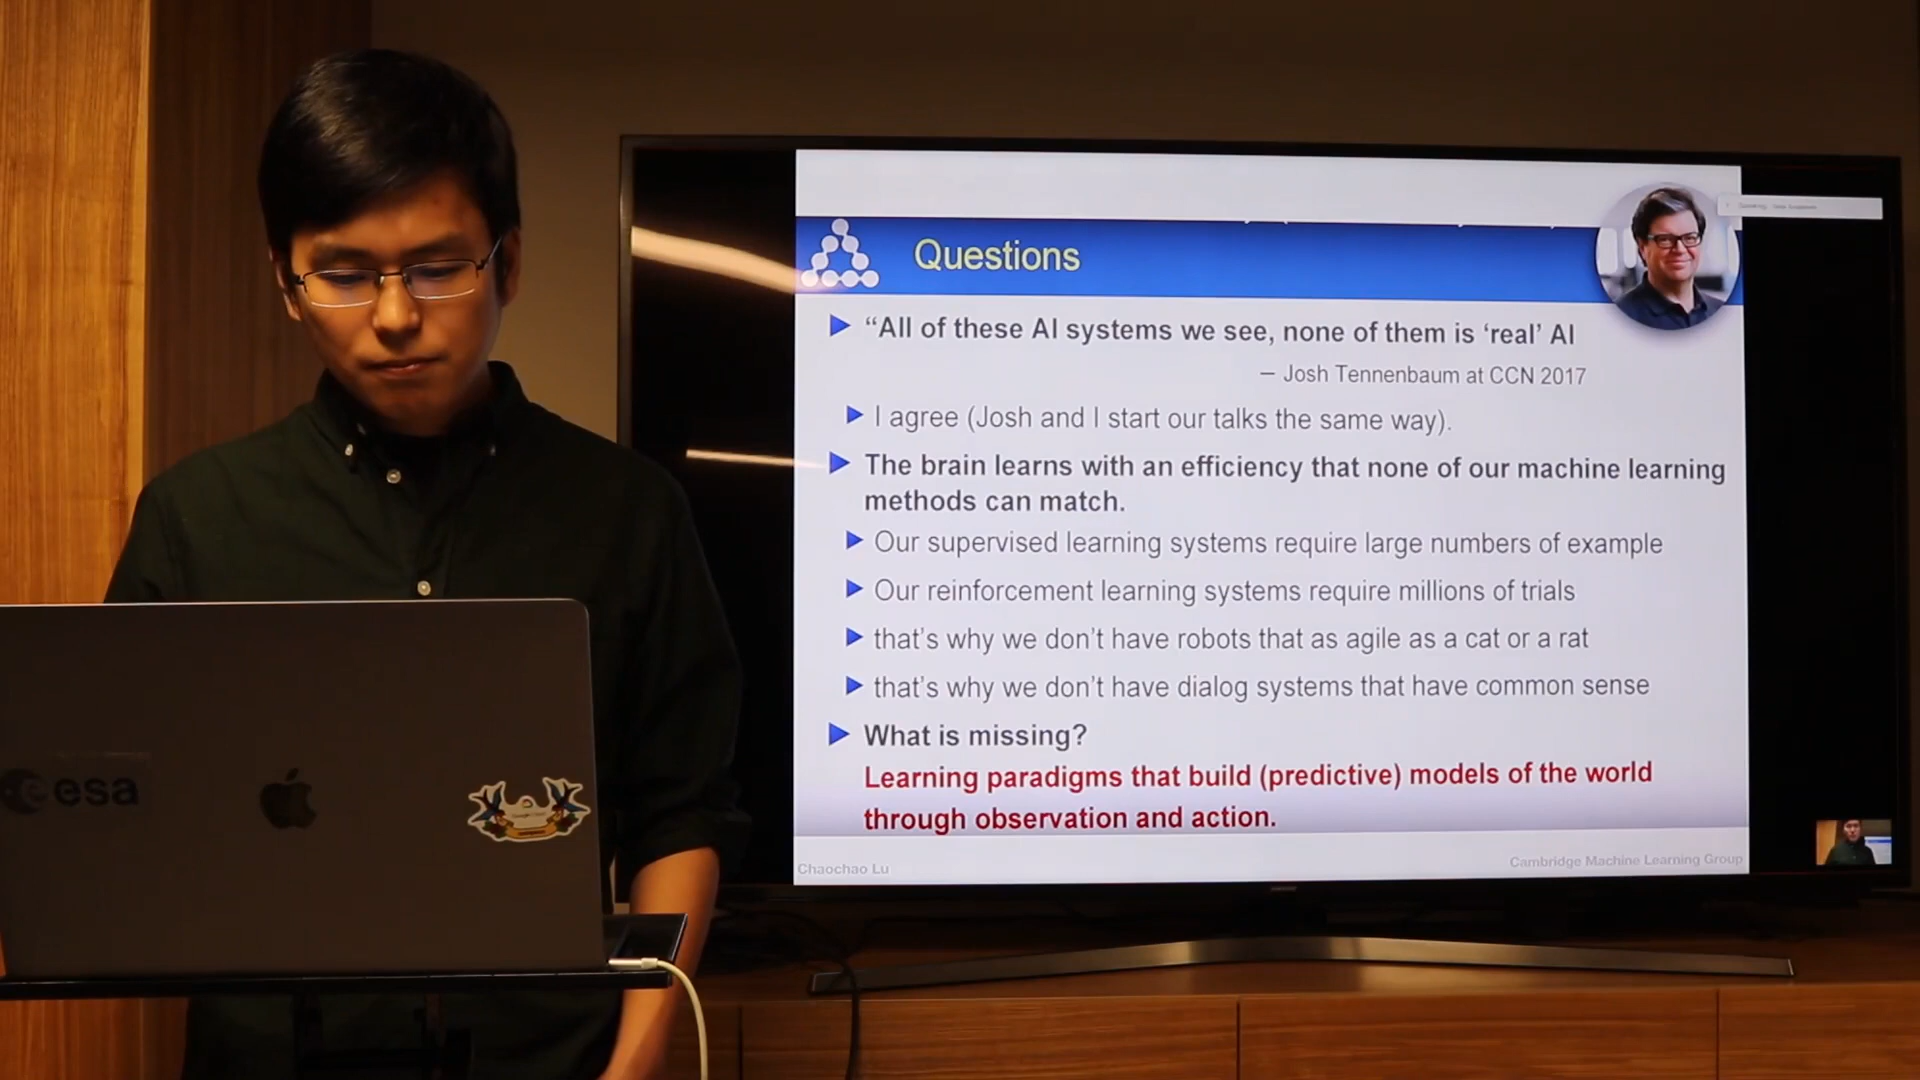 Questions
“All of these AI systems we see, none of them is ‘real’ AI
– Josh Tennenbaum at CCN 2017
I agree (Josh and I start our talks the same way).
The brain learns with an efficiency that none of our machine learning
methods can match.
Our supervised learning systems require large numbers of example
Our reinforcement learning systems require millions of trials
that’s why we don’t have robots that as agile as a cat or a rat
that’s why we don’t have dialog systems that have common sense
What is missing?
Learning paradigms that build (predictive) models of the world
through observation and action.
Chaochao Lu
Cambridge Machine Learning Group
esa